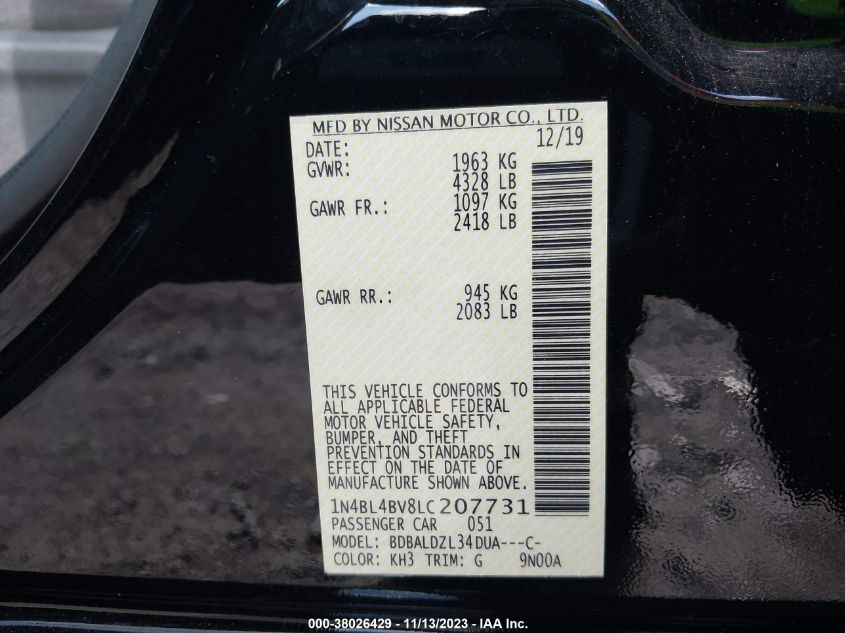 MFD BY NISSAN MOTOR CO., LTD.
DATE: 12/19
GVWR: 1963 KG
4328 LB
GAWR FR.: 1097 KG
2418 LB
GAWR RR.: 945 KG
2083 LB
THIS VEHICLE CONFORMS TO
ALL APPLICABLE FEDERAL
MOTOR VEHICLE SAFETY,
BUMPER, AND THEFT
PREVENTION STANDARDS IN
EFFECT ON THE DATE OF
MANUFACTURE SHOWN ABOVE.
1N4BL4BV8LC207731
PASSENGER CAR 051
MODEL: BDBALDZL34DUA---C-
COLOR: KH3 TRIM: G 9N00A
000-38026429 - 11/13/2023 - IAA Inc.